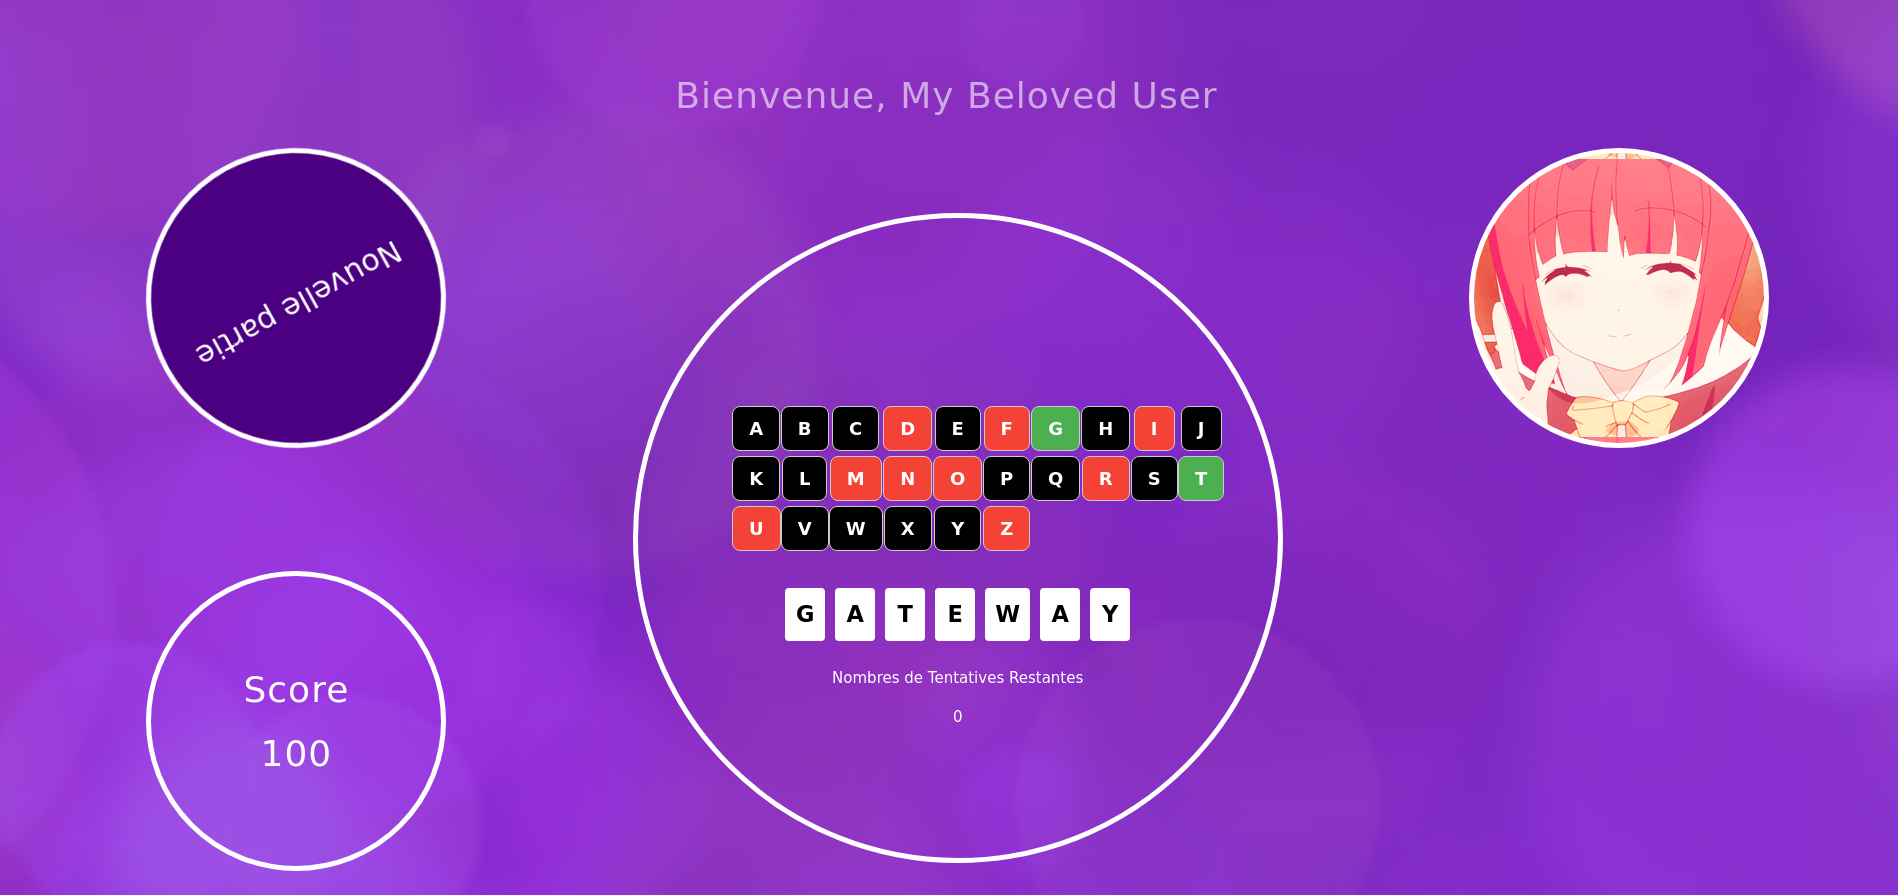 Bienvenue, My Beloved User
Nouvelle partie
A B C D E F G H I J
K L M N O P Q R S T
U V W X Y Z
G A T E W A Y
Nombres de Tentatives Restantes
0
Score
100